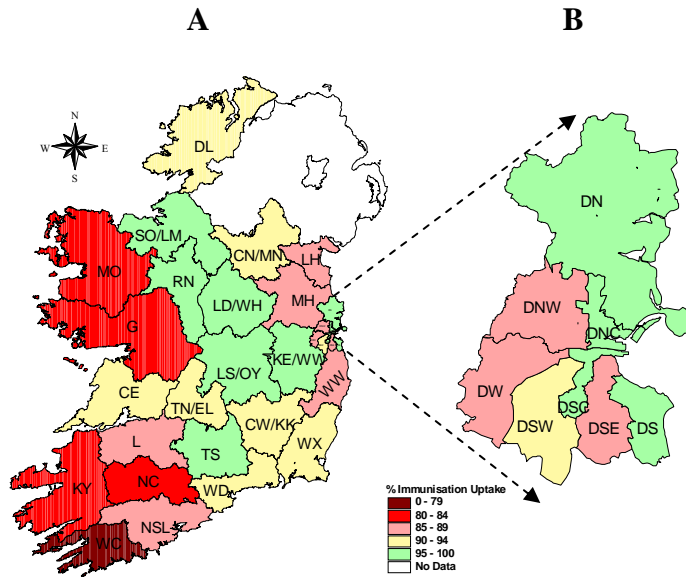 A B
N
W E
S
DL
DN
SO/LM
CN/MN
LH
MO
RN
MH
LD/WH
G
DNW
DNC
KE/WW
LS/OY
WW
DW
CE
TN/EL
DSC
CW/KK
DSW
DSE
DS
L
TS
WX
KY
NC
WD
NSL
WC
% Immunisation Uptake
0 - 79
80 - 84
85 - 89
90 - 94
95 - 100
No Data